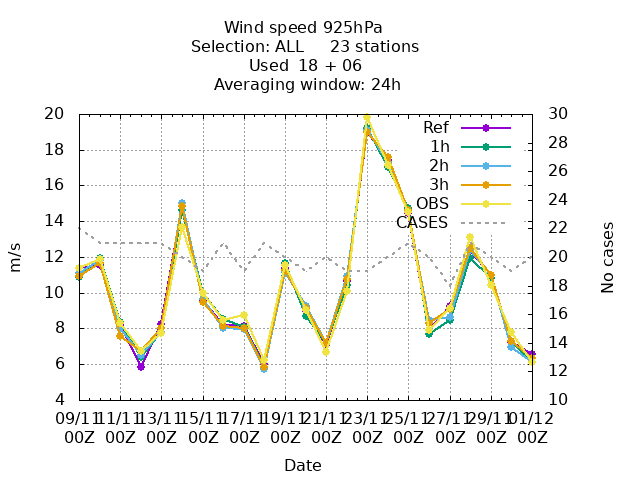 Wind speed 925hPa
Selection: ALL 23 stations
Used 18 + 06
Averaging window: 24h
20 30
18 28
16 26
14 24
12 22
10 20
8 18
6 16
4 14
12
10
m/s
No cases
Ref
1h
2h
3h
OBS
CASES
09/11 11/11 13/11 15/11 17/11 19/11 21/11 23/11 25/11 27/11 29/11 01/12
00Z 00Z 00Z 00Z 00Z 00Z 00Z 00Z 00Z 00Z 00Z 00Z
Date